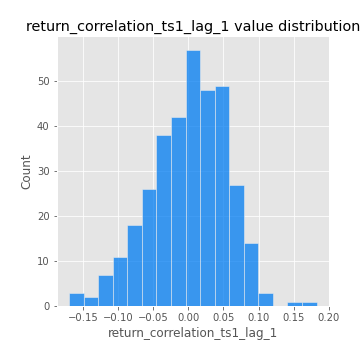 return_correlation_ts1_lag_1 value distribution
50
40
30
20
10
0
Count
−0.15 −0.10 −0.05 0.00 0.05 0.10 0.15 0.20
return_correlation_ts1_lag_1